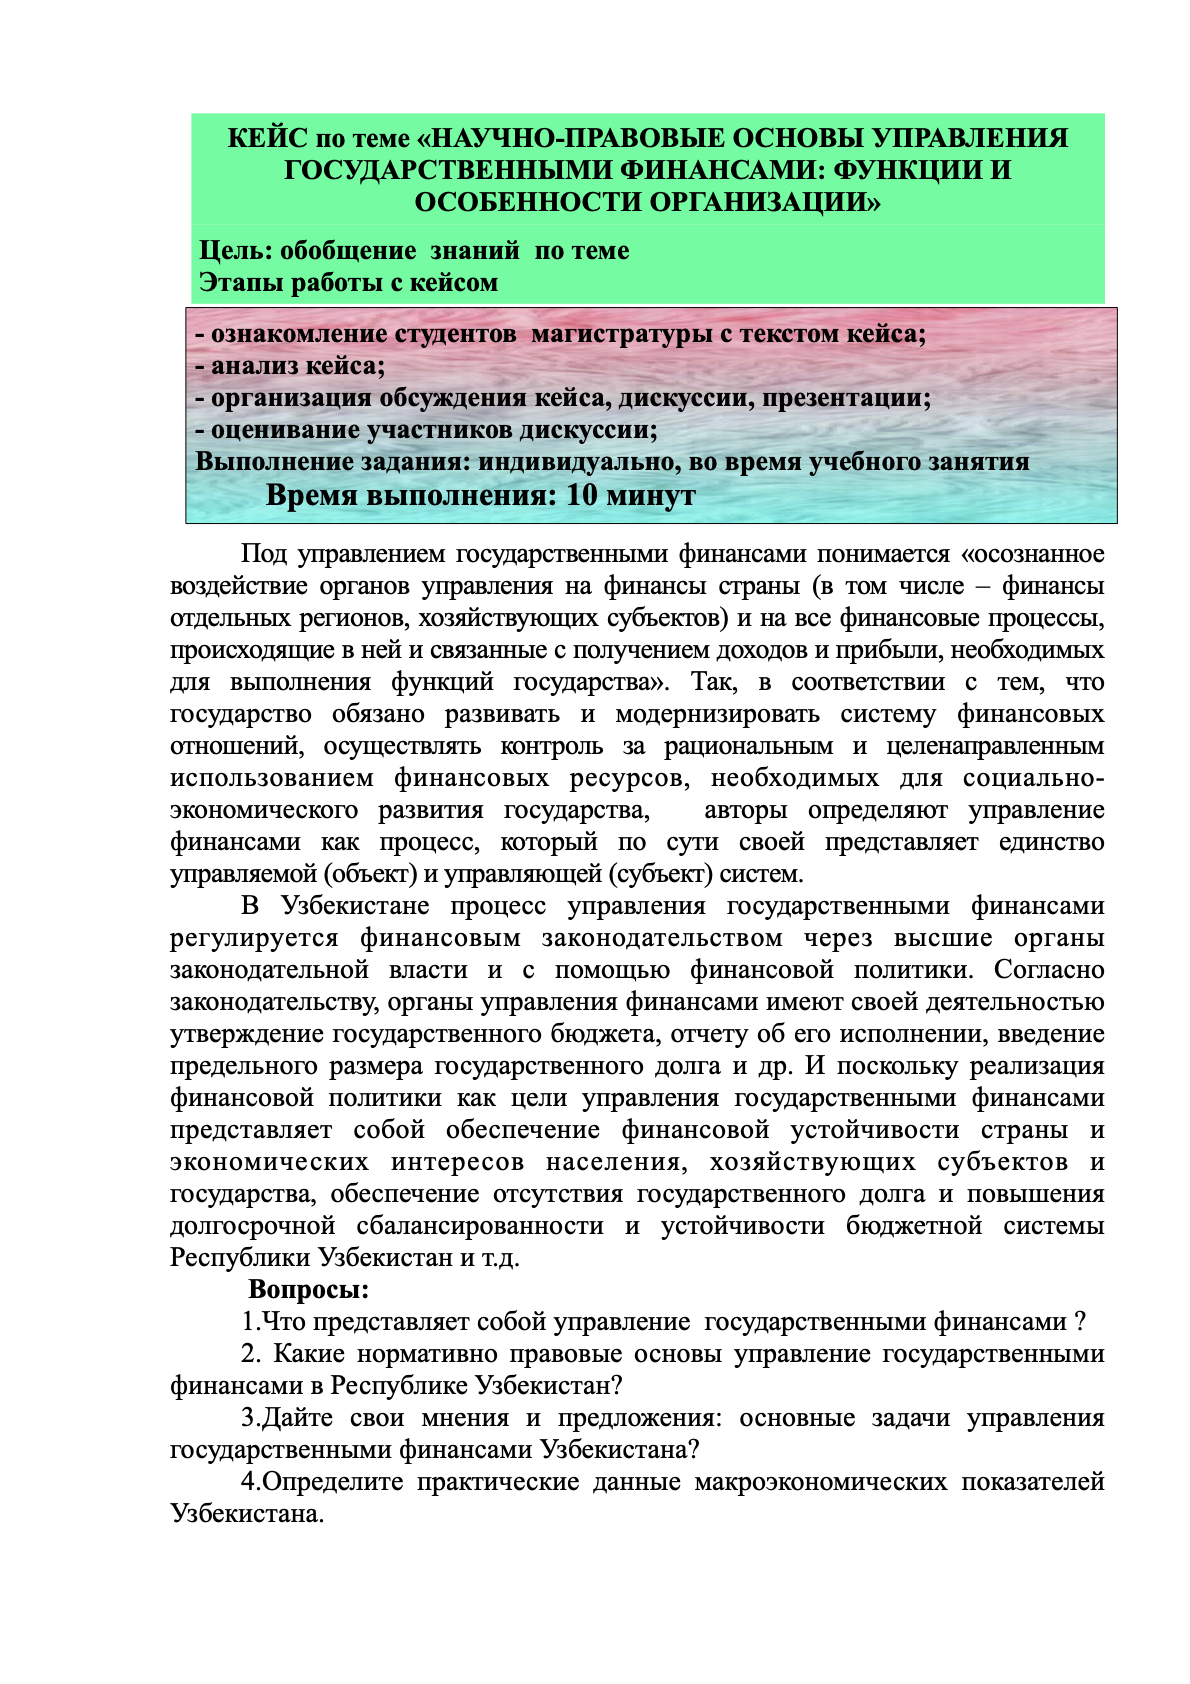 КЕЙС по теме «НАУЧНО-ПРАВОВЫЕ ОСНОВЫ УПРАВЛЕНИЯ
ГОСУДАРСТВЕННЫМИ ФИНАНСАМИ: ФУНКЦИИ И
ОСОБЕННОСТИ ОРГАНИЗАЦИИ»
Цель: обобщение знаний по теме
Этапы работы с кейсом
- ознакомление студентов магистратуры с текстом кейса;
- анализ кейса;
- организация обсуждения кейса, дискуссии, презентации;
- оценивание участников дискуссии;
Выполнение задания: индивидуально, во время учебного занятия
Время выполнения: 10 минут
Под управлением государственными финансами понимается «осознанное
воздействие органов управления на финансы страны (в том числе – финансы
отдельных регионов, хозяйствующих субъектов) и на все финансовые процессы,
происходящие в ней и связанные с получением доходов и прибыли, необходимых
для выполнения функций государства». Так, в соответствии с тем, что
государство обязано развивать и модернизировать систему финансовых
отношений, осуществлять контроль за рациональным и целенаправленным
использованием финансовых ресурсов, необходимых для социально-
экономического развития государства, авторы определяют управление
финансами как процесс, который по сути своей представляет единство
управляемой (объект) и управляющей (субъект) систем.
В Узбекистане процесс управления государственными финансами
регулируется финансовым законодательством через высшие органы
законодательной власти и с помощью финансовой политики. Согласно
законодательству, органы управления финансами имеют своей деятельностью
утверждение государственного бюджета, отчету об его исполнении, введение
предельного размера государственного долга и др. И поскольку реализация
финансовой политики как цели управления государственными финансами
представляет собой обеспечение финансовой устойчивости страны и
экономических интересов населения, хозяйствующих субъектов и
государства, обеспечение отсутствия государственного долга и повышения
долгосрочной сбалансированности и устойчивости бюджетной системы
Республики Узбекистан и т.д.
Вопросы:
1.Что представляет собой управление государственными финансами ?
2. Какие нормативно правовые основы управление государственными
финансами в Республике Узбекистан?
3.Дайте свои мнения и предложения: основные задачи управления
государственными финансами Узбекистана?
4.Определите практические данные макроэкономических показателей
Узбекистана.